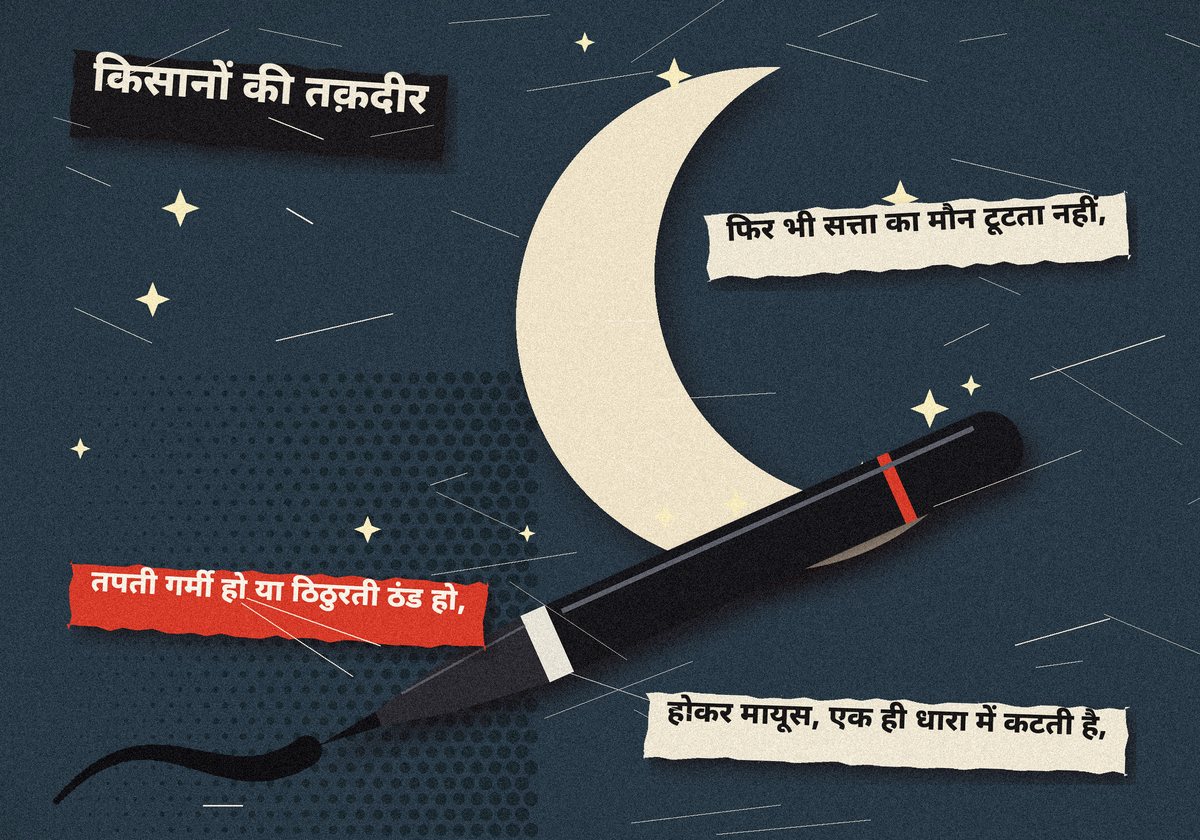 किसानों की तक़दीर
फिर भी सत्ता का मौन टूटता नहीं,
तपती गर्मी हो या ठिठुरती ठंड हो,
होकर मायूस, एक ही धारा में कटती है,